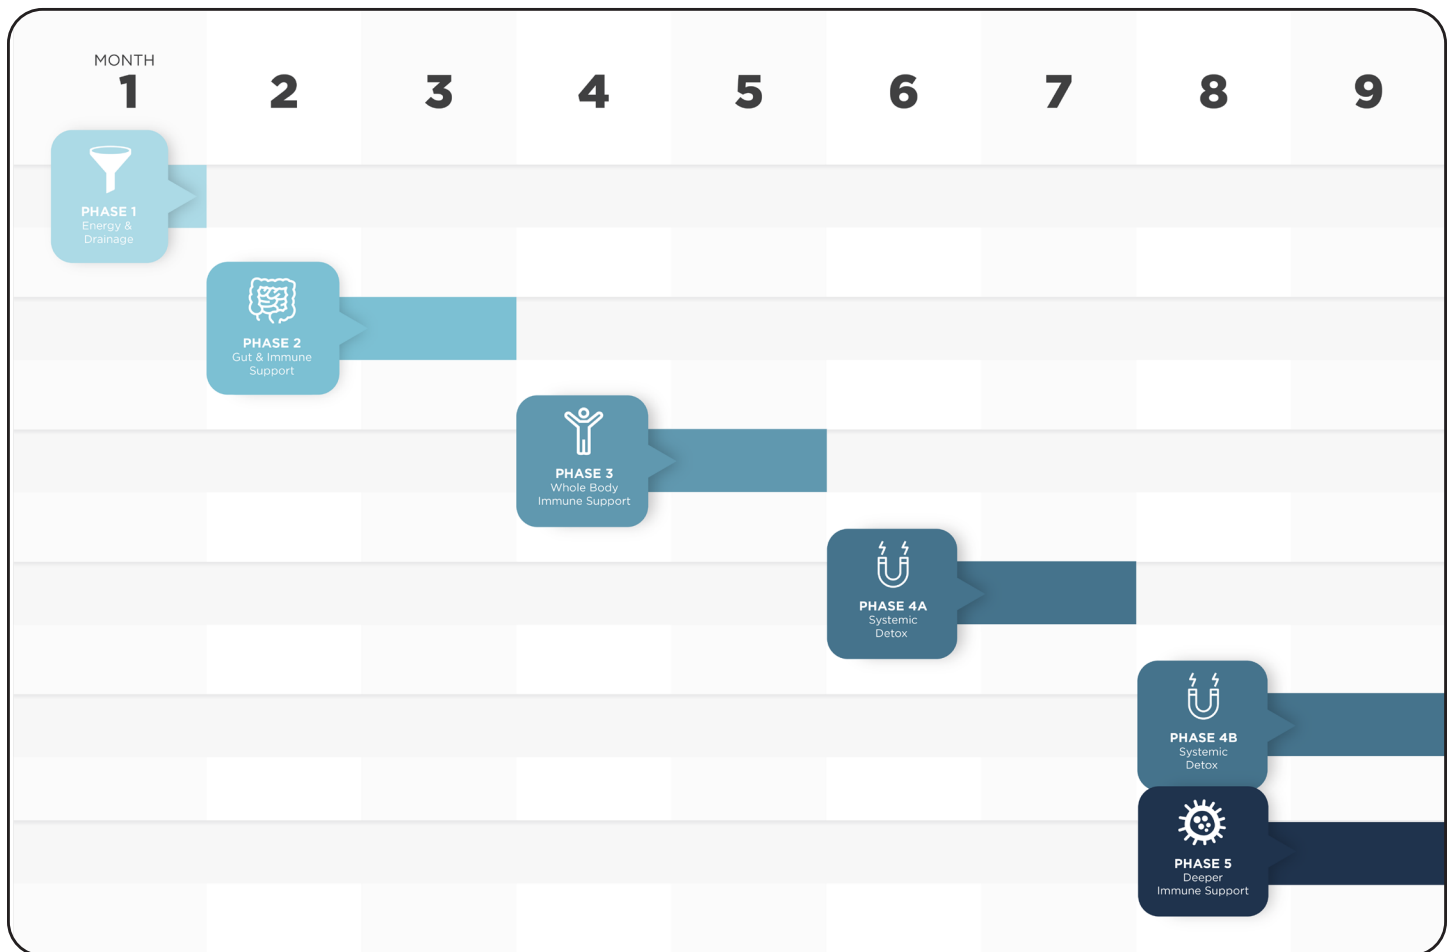 MONTH
1 2 3 4 5 6 7 8 9
PHASE 1
Energy &
Drainage
PHASE 2
Gut & Immune
Support
PHASE 3
Whole Body
Immune Support
PHASE 4A
Systemic
Detox
PHASE 4B
Systemic
Detox
PHASE 5
Deeper
Immune Support